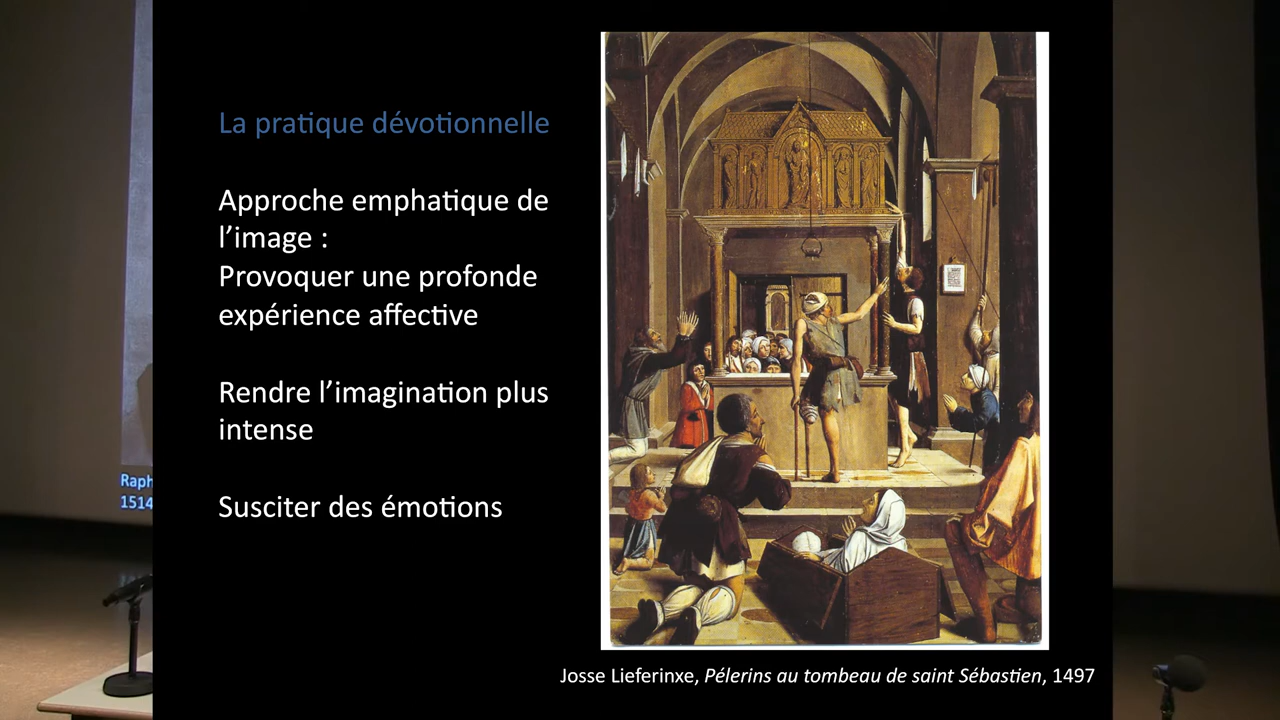 La pratique dévotionnelle
Approche emphatique de
l’image :
Provoquer une profonde
expérience affective
Rendre l’imagination plus
intense
Susciter des émotions
Josse Lieferinxe, Pélerins au tombeau de saint Sébastien, 1497
Raph
1514